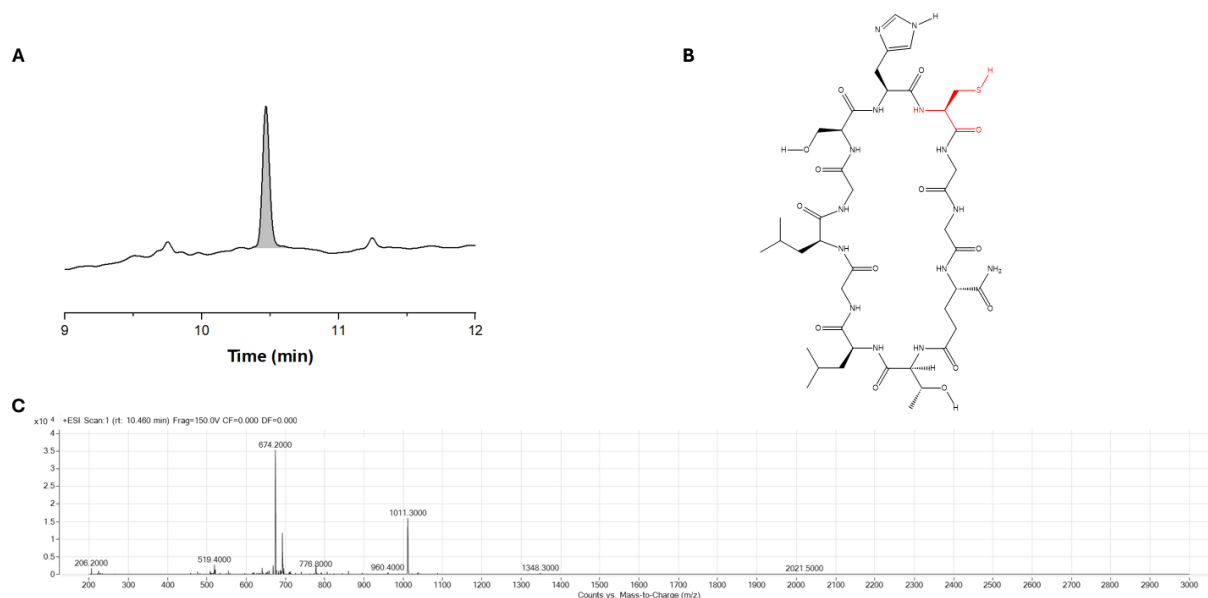 A
9
10
11
12
Time (min)
B
H
N
N
O
O
NH
HN
S
H
O
O
H
O
NH
NH
O
O
O
NH
NH
O
NH
O
O
NH
HN
NH₂
O
NH
O
O
NH
NH
O
H
O
O
H
C
x10 4
+ESI Scan:1 (rt: 10.460 min) Frag=150.0V CF=0.000 DF=0.000
4
3.5
3
2.5
2
1.5
1
0.5
0
674.2000
1011.3000
206.2000
519.4000
776.8000
960.4000
1348.3000
2021.5000
200 300 400 500 600 700 800 900 1000 1100 1200 1300 1400 1500 1600 1700 1800 1900 2000 2100 2200 2300 2400 2500 2600 2700 2800 2900 3000
Counts vs. Mass-to-Charge (m/z)